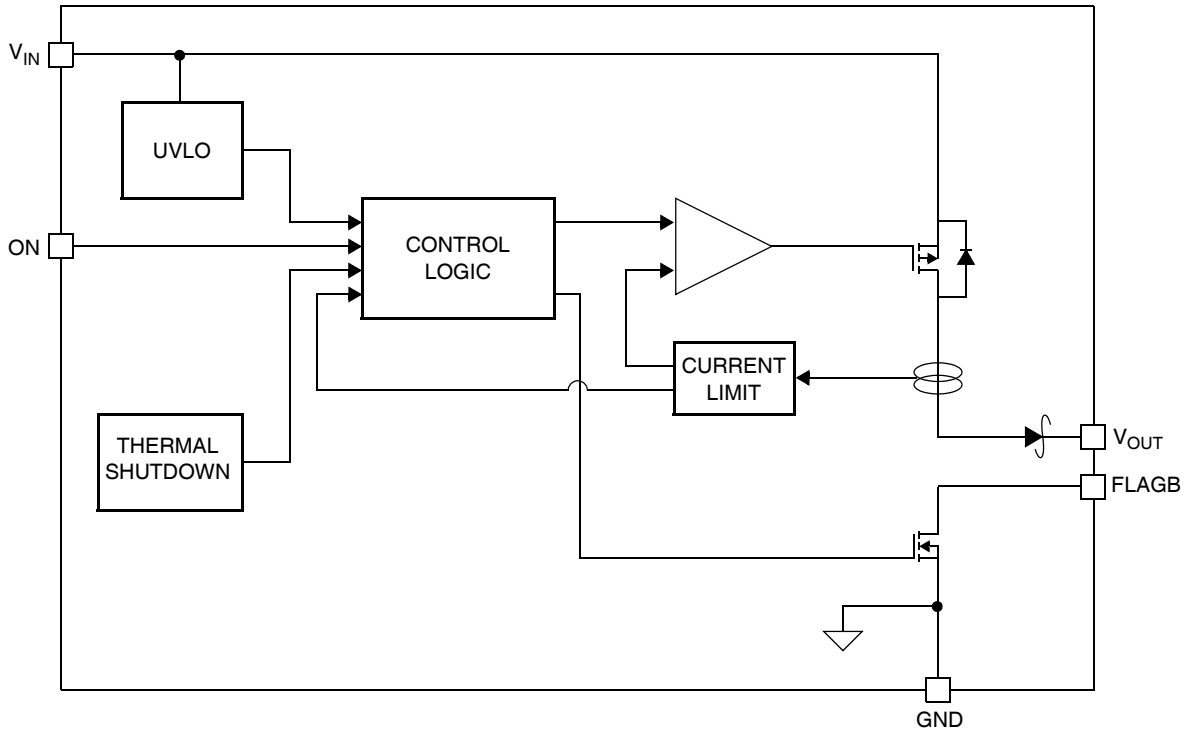 VIN
UVLO
ON
CONTROL
LOGIC
CURRENT
LIMIT
THERMAL
SHUTDOWN
VOUT
FLAGB
GND